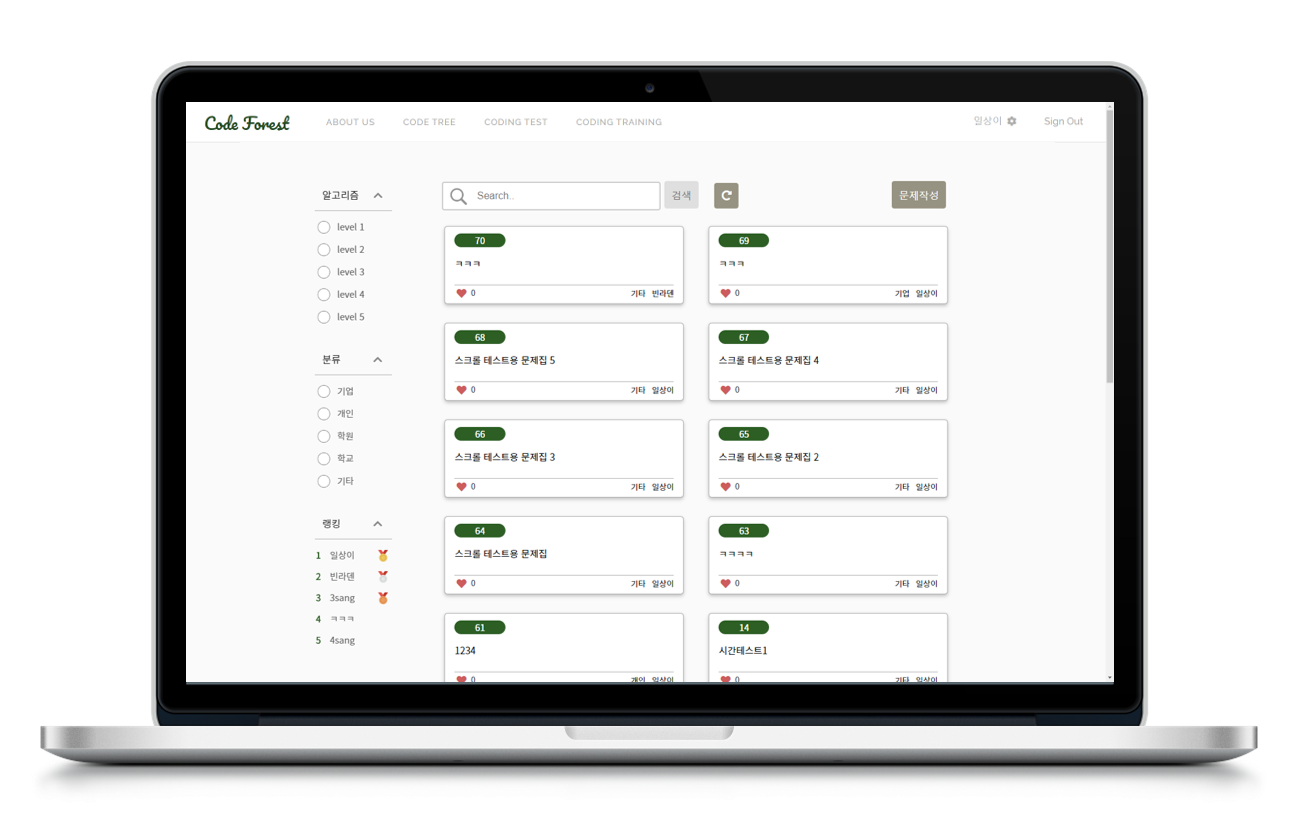 Code Forest ABOUT US CODE TREE CODING TEST CODING TRAINING 일상이 Sign Out
알고리즘
level 1
level 2
level 3
level 4
level 5
분류
기업
개인
학원
학교
기타
랭킹
1 일상이
2 빈라덴
3 3sang
4 ㅋㅋㅋ
5 4sang
Search.. 검색 문제작성
70
ㅋㅋㅋ
0 기타 빈라덴
69
ㅋㅋㅋ
0 기업 일상이
68
스크롤 테스트용 문제집 5
0 기타 일상이
67
스크롤 테스트용 문제집 4
0 기타 일상이
66
스크롤 테스트용 문제집 3
0 기타 일상이
65
스크롤 테스트용 문제집 2
0 기타 일상이
64
스크롤 테스트용 문제집
0 기타 일상이
63
ㅋㅋㅋㅋ
0 기타 일상이
61
1234
0 개인 일상이
14
시간테스트1
0 기타 일상이